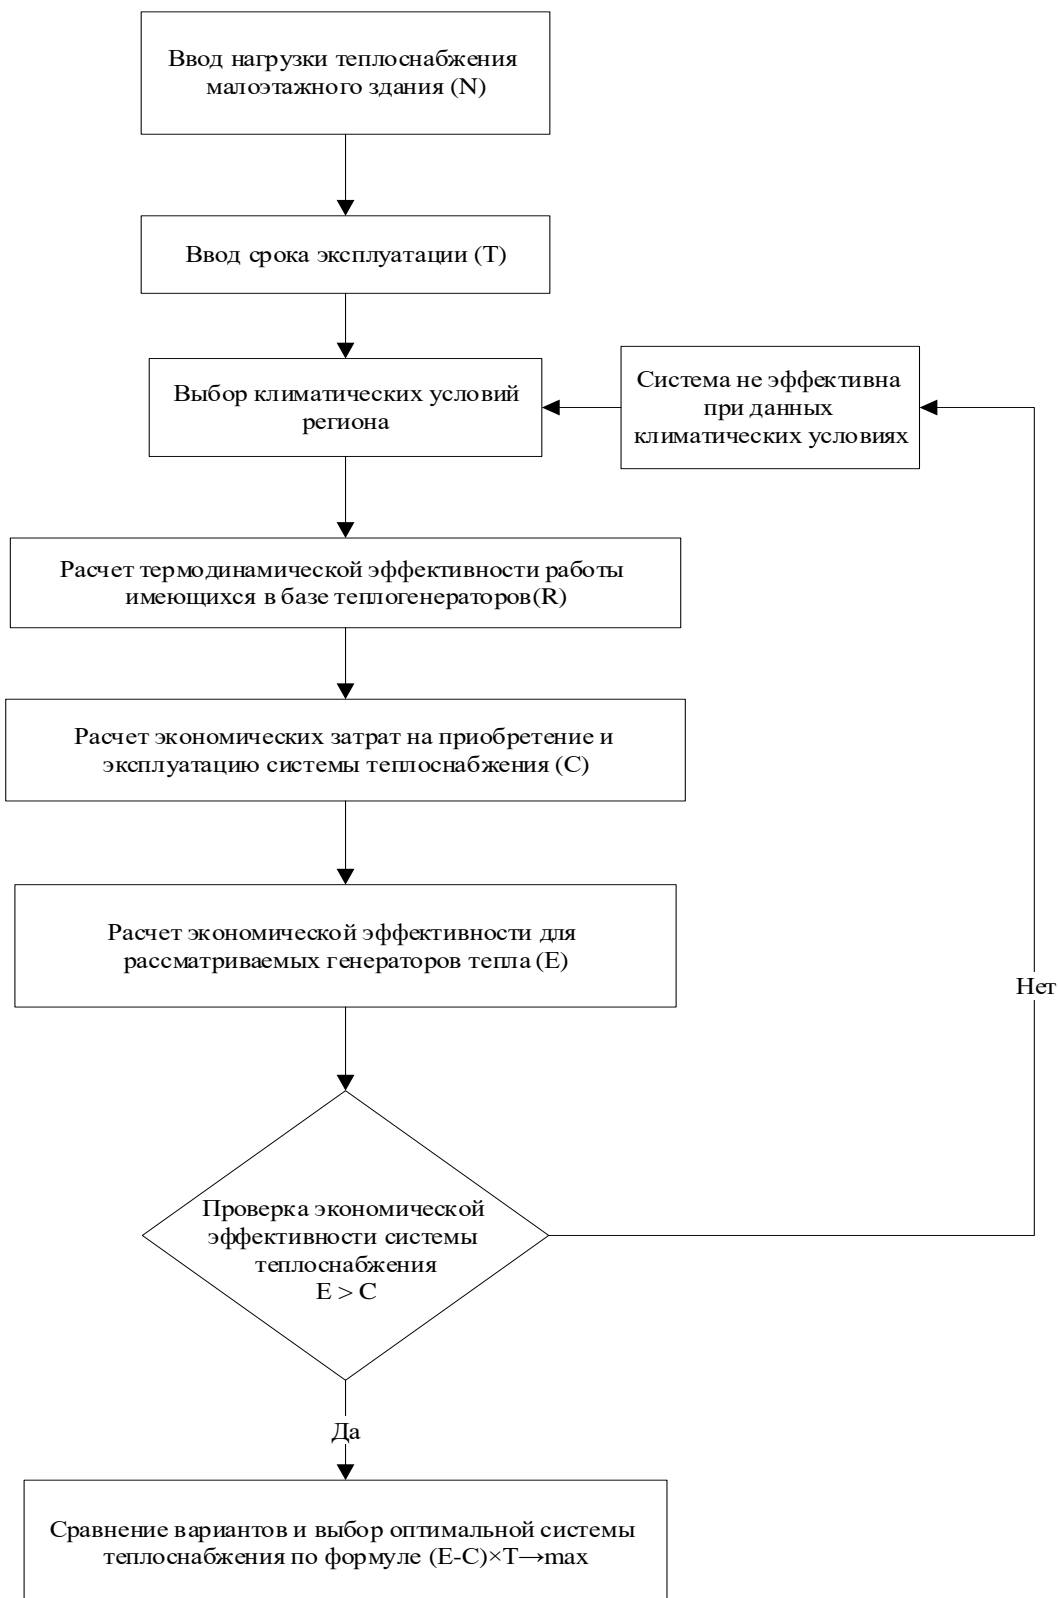 Ввод нагрузки теплоснабжения
малоэтажного здания (N)
Ввод срока эксплуатации (T)
Выбор климатических условий
региона
Система не эффективна
при данных
климатических условиях
Расчет термодинамической эффективности работы
имеющихся в базе теплогенераторов(R)
Расчет экономических затрат на приобретение и
эксплуатацию системы теплоснабжения (C)
Расчет экономической эффективности для
рассматриваемых генераторов тепла (E)
Нет
Проверка экономической
эффективности системы
теплоснабжения
E > C
Да
Сравнение вариантов и выбор оптимальной системы
теплоснабжения по формуле (E-C)×T→max